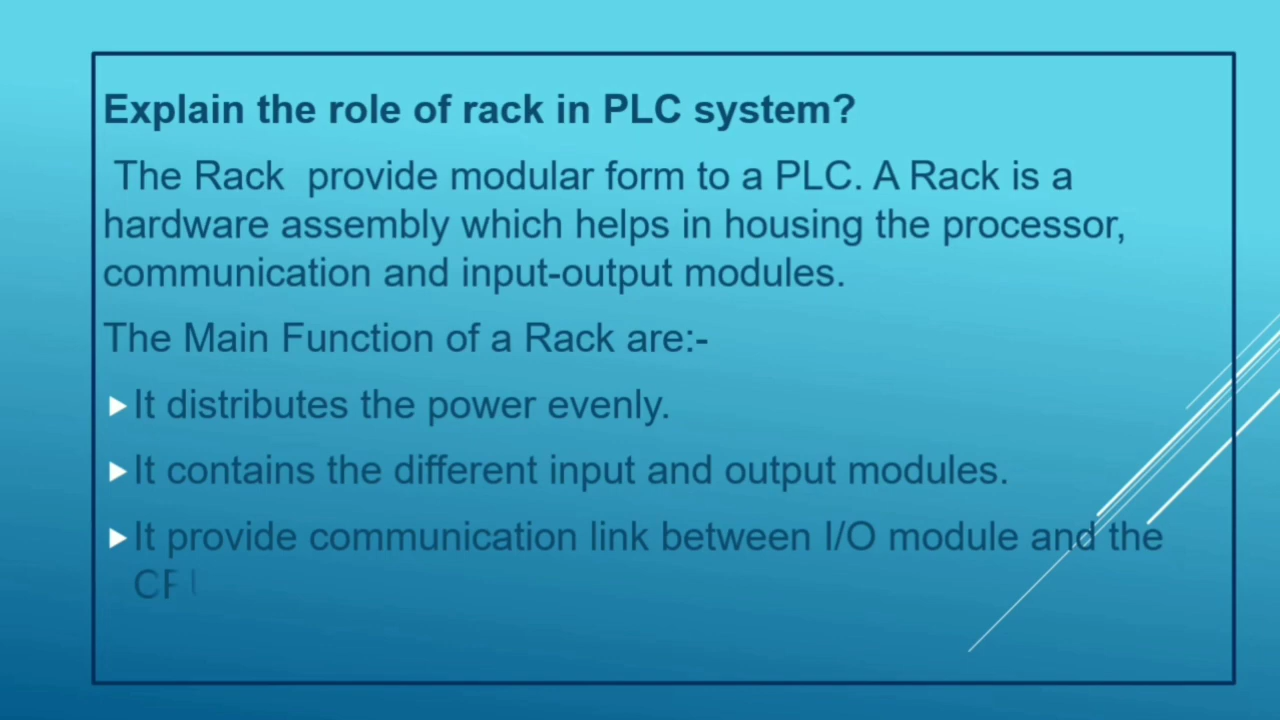 Explain the role of rack in PLC system?
The Rack provide modular form to a PLC. A Rack is a
hardware assembly which helps in housing the processor,
communication and input-output modules.
The Main Function of a Rack are:-
It distributes the power evenly.
It contains the different input and output modules.
It provide communication link between I/O module and the